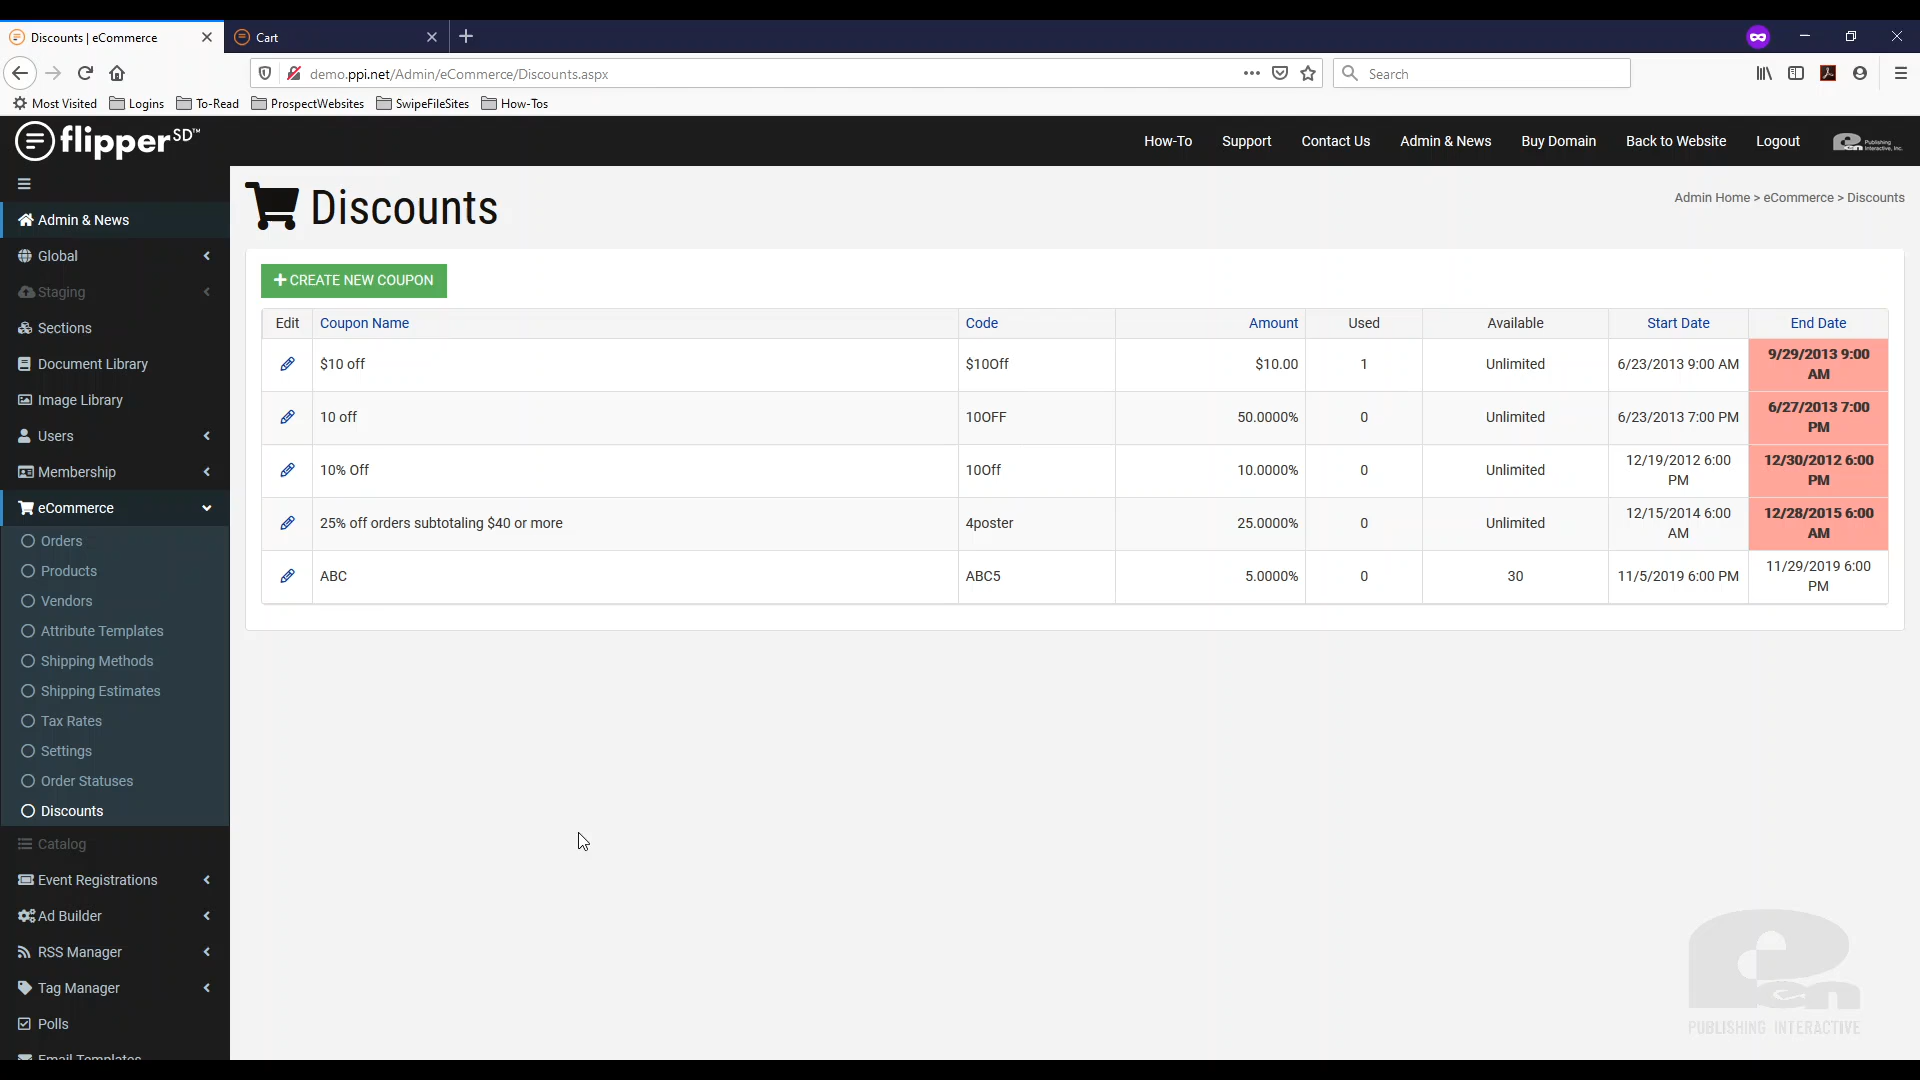 Discounts | eCommerce
Cart
demo.ppi.net/Admin/eCommerce/Discounts.aspx
Search
Most Visited Logins To-Read ProspectWebsites SwipeFileSites How-Tos
flipper SD™
How-To Support Contact Us Admin & News Buy Domain Back to Website Logout
Admin & News
Global
Staging
Sections
Document Library
Image Library
Users
Membership
eCommerce
Orders
Products
Vendors
Attribute Templates
Shipping Methods
Shipping Estimates
Tax Rates
Settings
Order Statuses
Discounts
Catalog
Event Registrations
Ad Builder
RSS Manager
Tag Manager
Polls
Email Templates
Discounts
Admin Home > eCommerce > Discounts
CREATE NEW COUPON
Edit Coupon Name Code Amount Used Available Start Date End Date
$10 off $10Off $10.00 1 Unlimited 6/23/2013 9:00 AM 9/29/2013 9:00 AM
10 off 10OFF 50.0000% 0 Unlimited 6/23/2013 7:00 PM 6/27/2013 7:00 PM
10% Off 10Off 10.0000% 0 Unlimited 12/19/2012 6:00 PM 12/30/2012 6:00 PM
25% off orders subtotaling $40 or more 4poster 25.0000% 0 Unlimited 12/15/2014 6:00 AM 12/28/2015 6:00 AM
ABC ABC5 5.0000% 0 30 11/5/2019 6:00 PM 11/29/2019 6:00 PM
PUBLISHING INTERACTIVE